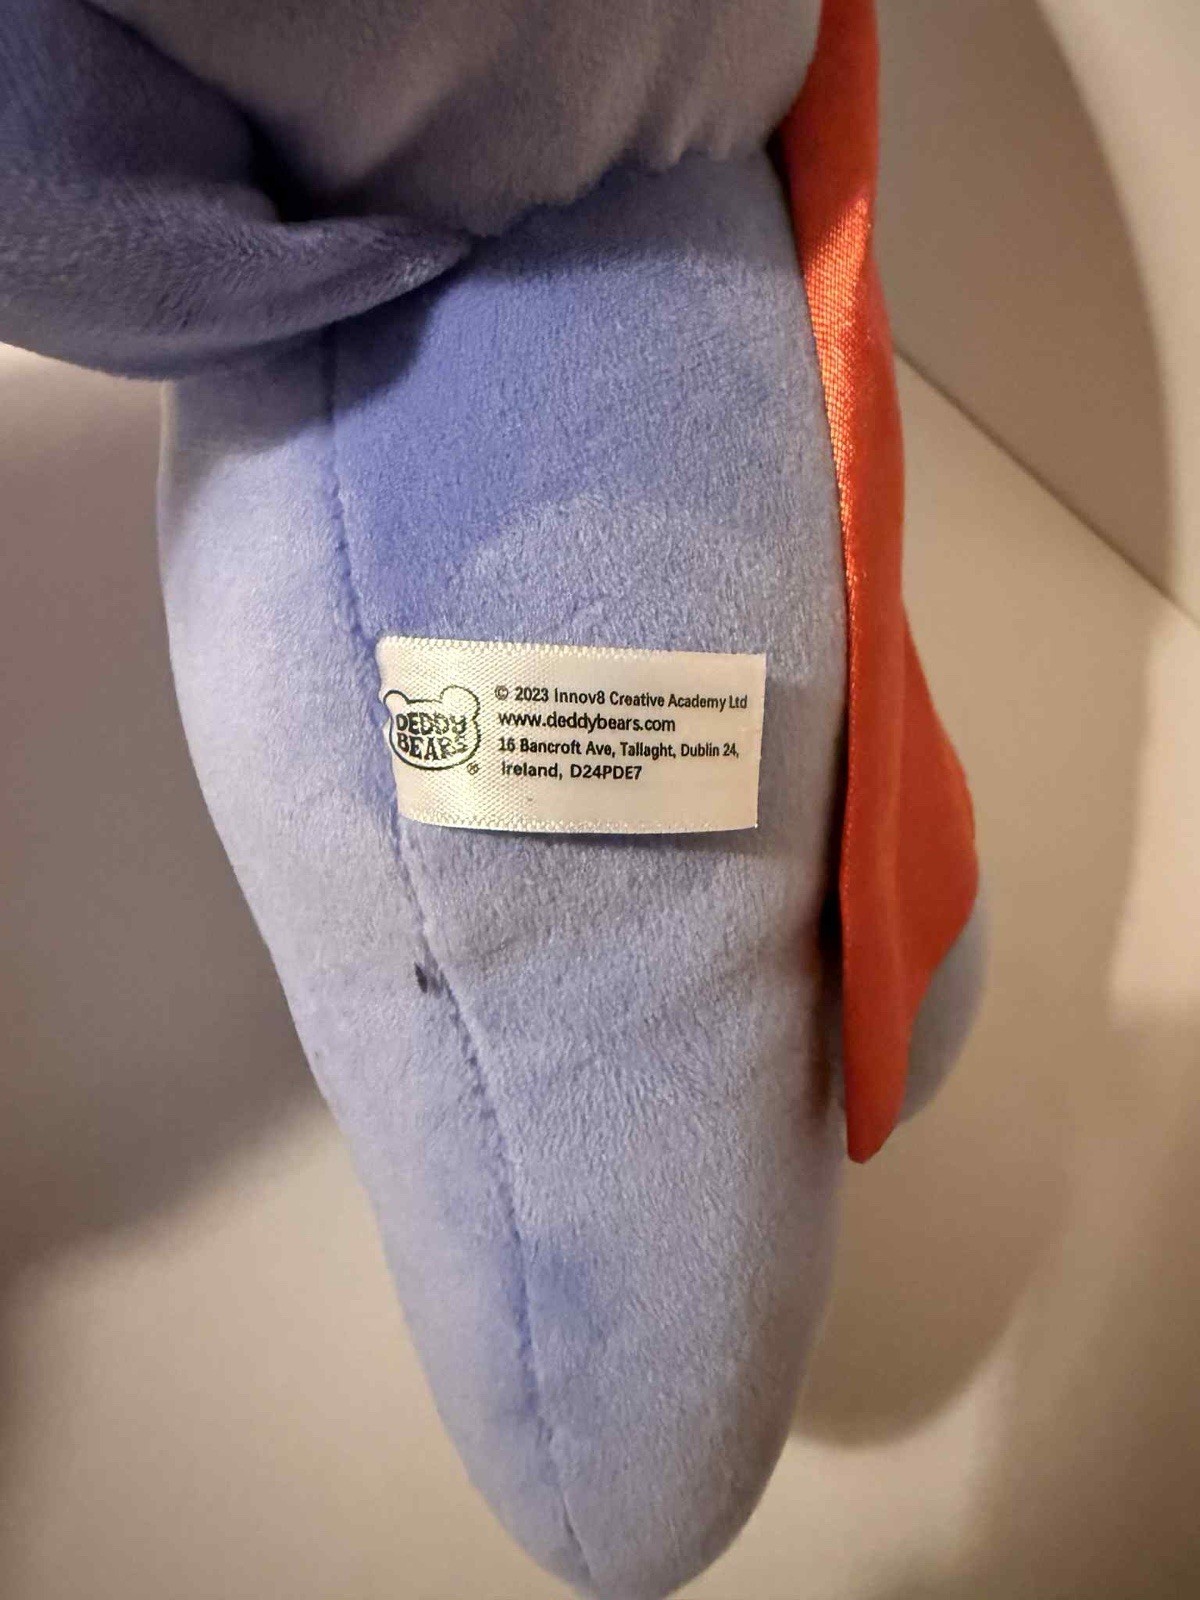 DEDDY
BEARS
®
© 2023 Innov8 Creative Academy Ltd
www.deddybears.com
16 Bancroft Ave, Tallaght, Dublin 24,
Ireland, D24PDE7